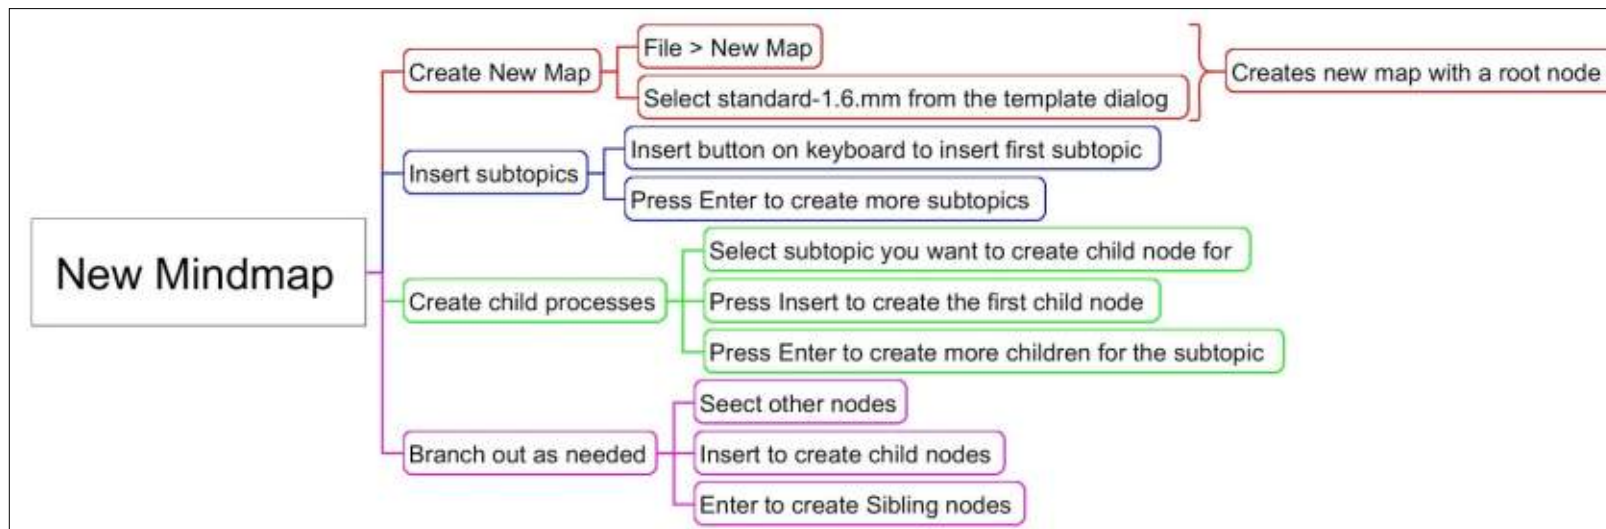 New Mindmap
Create New Map
File > New Map
Select standard-1.6.mm from the template dialog
Creates new map with a root node
Insert subtopics
Insert button on keyboard to insert first subtopic
Press Enter to create more subtopics
Create child processes
Select subtopic you want to create child node for
Press Insert to create the first child node
Press Enter to create more children for the subtopic
Branch out as needed
Seect other nodes
Insert to create child nodes
Enter to create Sibling nodes